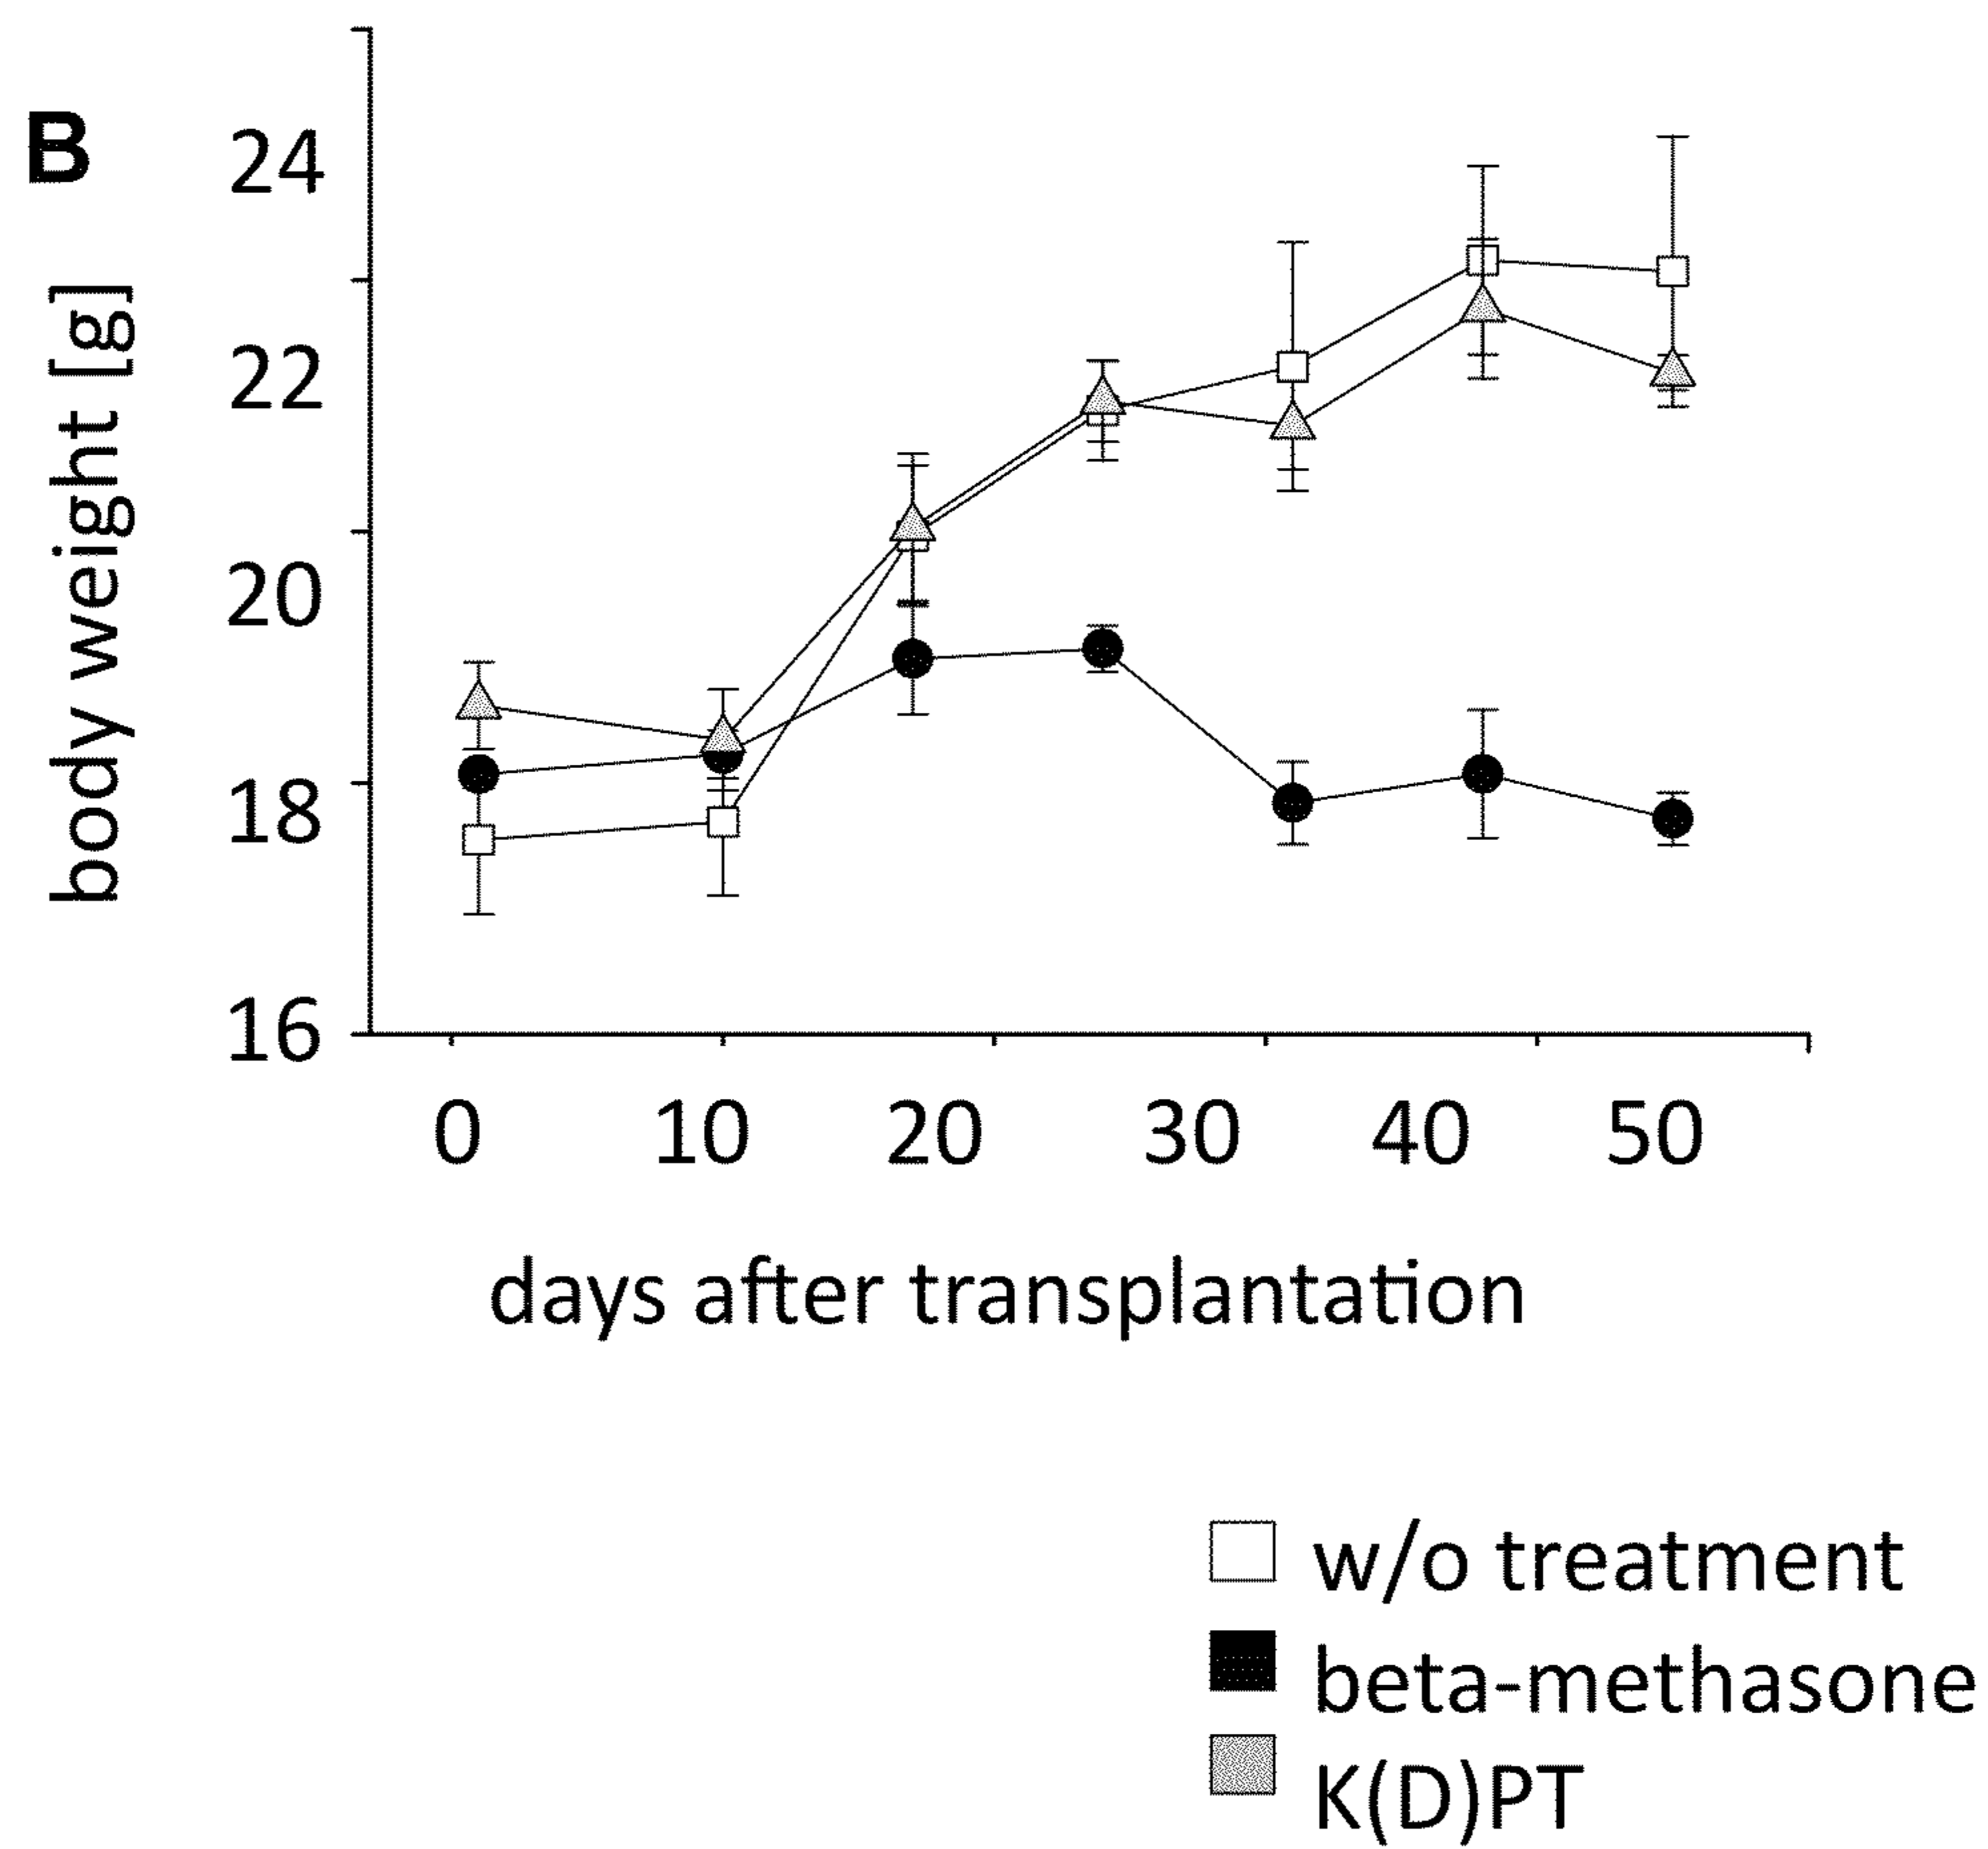 B
body weight [g]
24
22
20
18
16
0 10 20 30 40 50
days after transplantation
w/o treatment
beta-methasone
K(D)PT